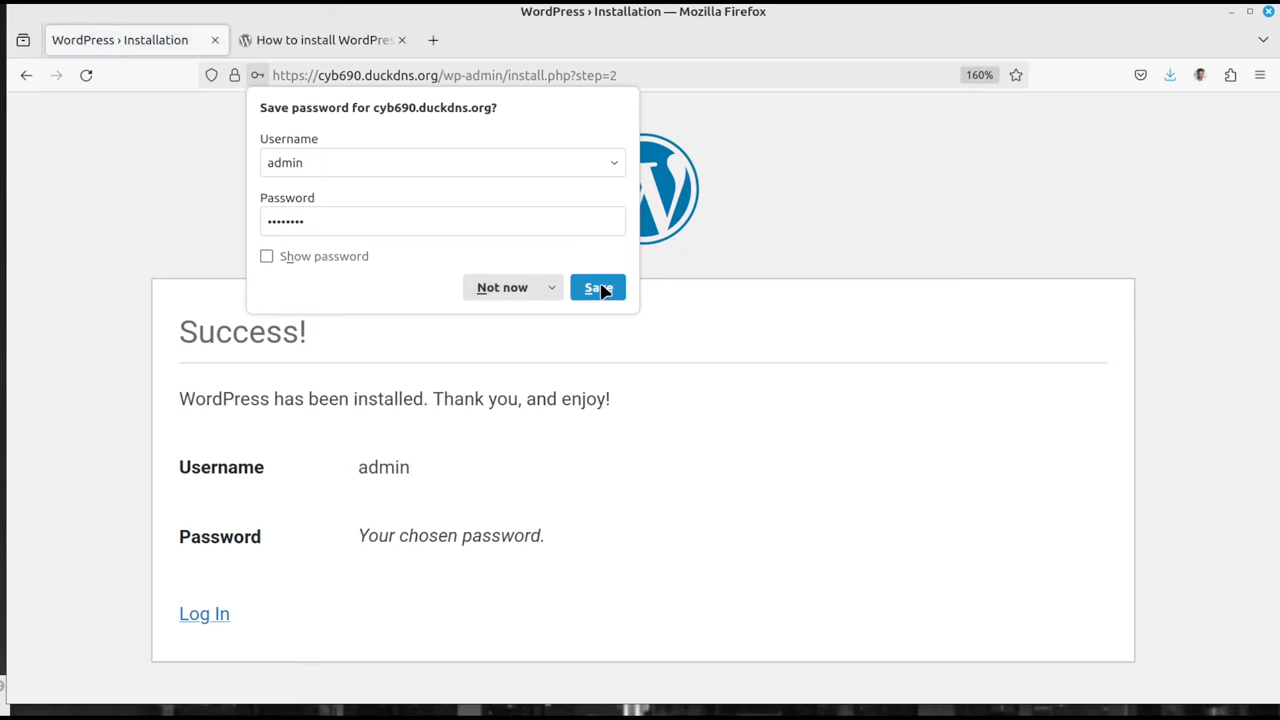 WordPress › Installation — Mozilla Firefox
WordPress › Installation
How to install WordPres
https://cyb690.duckdns.org/wp-admin/install.php?step=2
160%
Save password for cyb690.duckdns.org?
Username
admin
Password
••••••••
Show password
Not now
Save
Success!
WordPress has been installed. Thank you, and enjoy!
Username admin
Password Your chosen password.
Log In